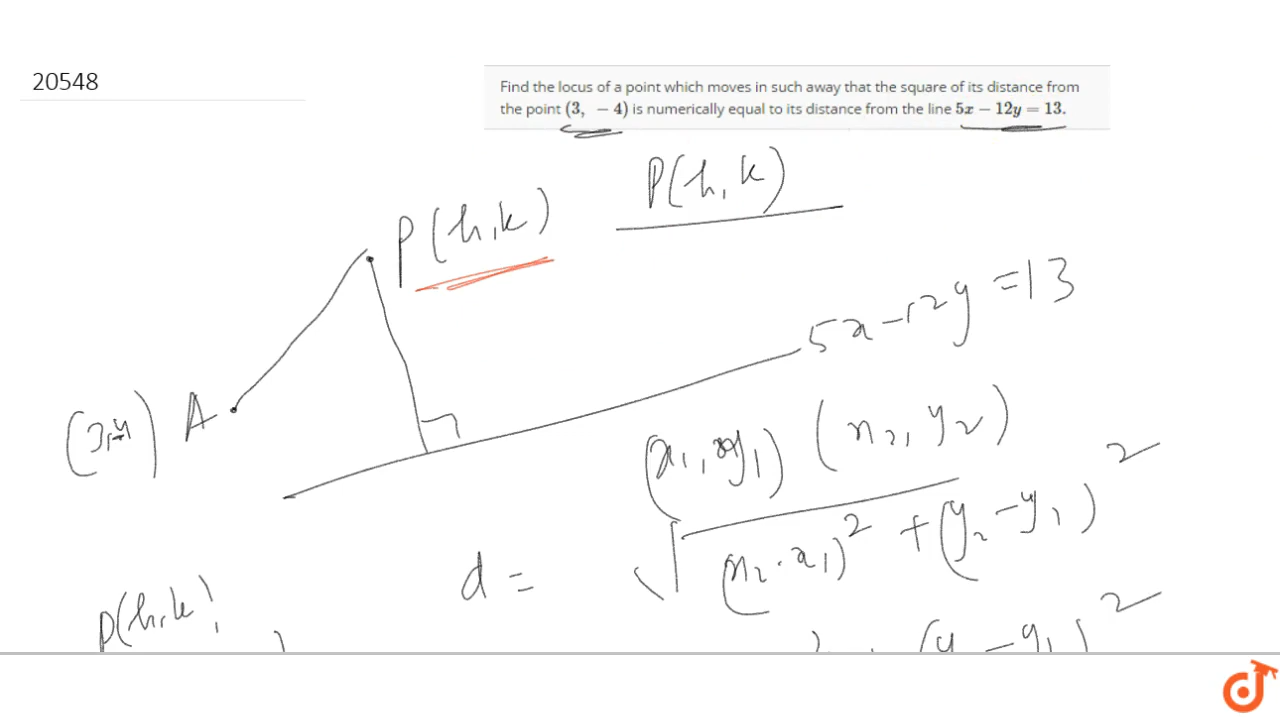 20548
Find the locus of a point which moves in such away that the square of its distance from
the point (3, − 4) is numerically equal to its distance from the line 5x − 12y = 13.
P(h,k)
P(h,k)
5x-12y=13
A
(x₂, y₂)
d = √(x₂-x₁)² + (y₂-y₁)²
P(h,k)